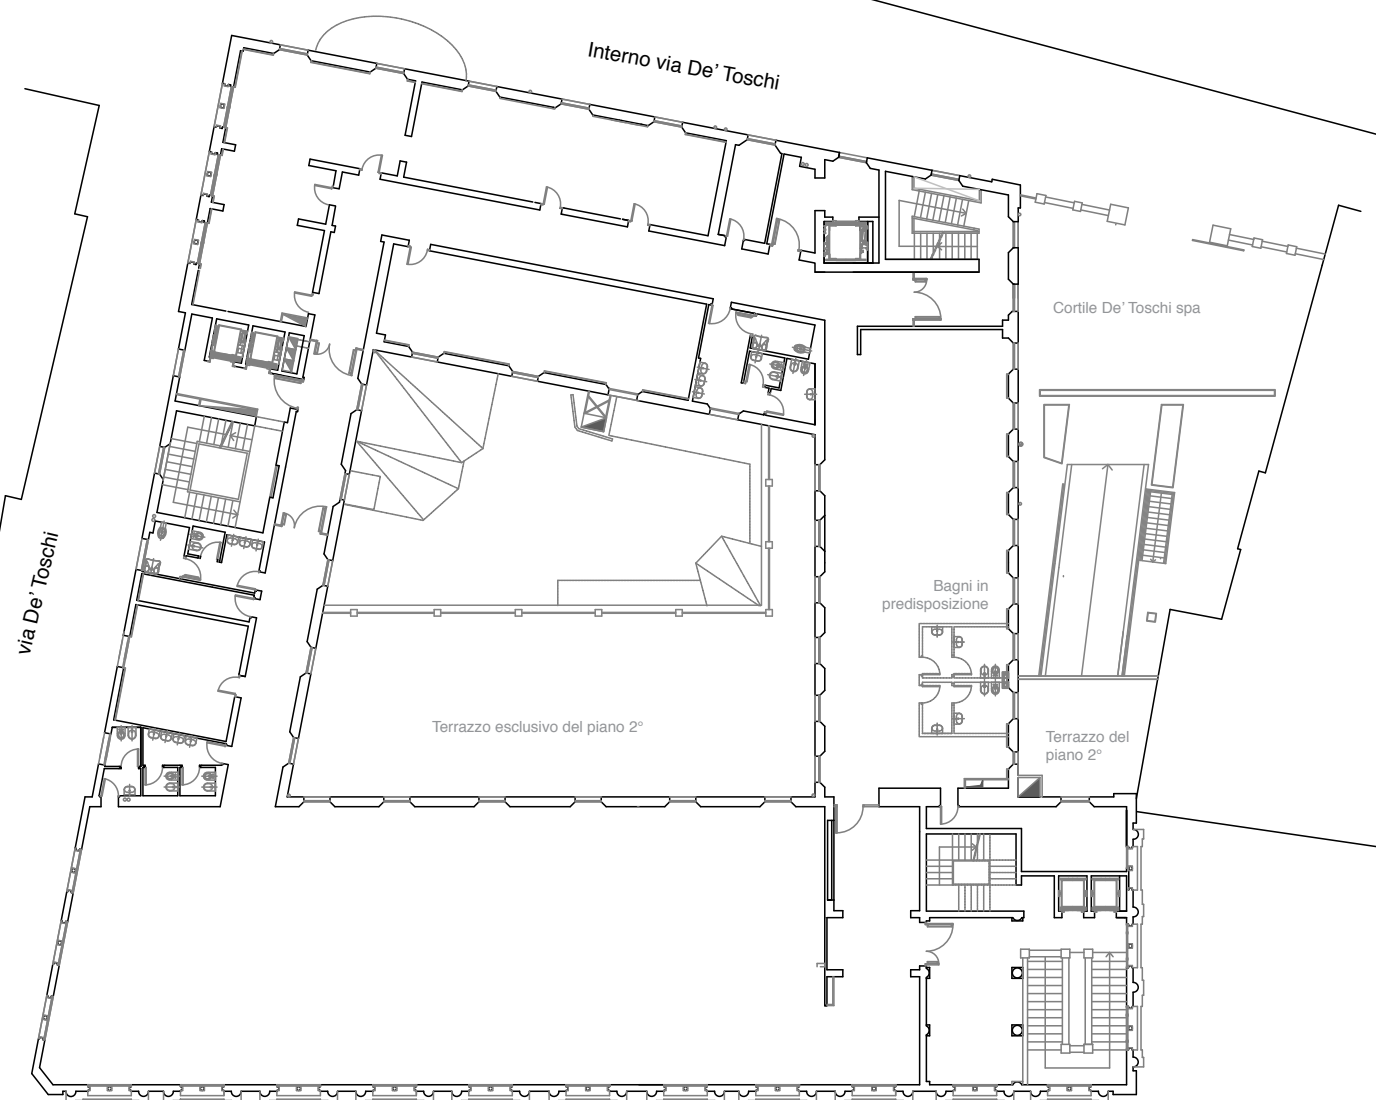 Interno via De' Toschi
Cortile De' Toschi spa
via De' Toschi
Bagni in
predisposizione
Terrazzo esclusivo del piano 2°
Terrazzo del
piano 2°